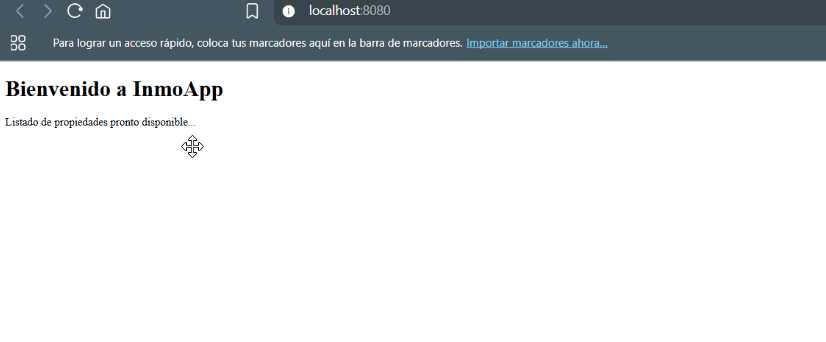 localhost:8080
Para lograr un acceso rápido, coloca tus marcadores aquí en la barra de marcadores. Importar marcadores ahora...
Bienvenido a InmoApp
Listado de propiedades pronto disponible...